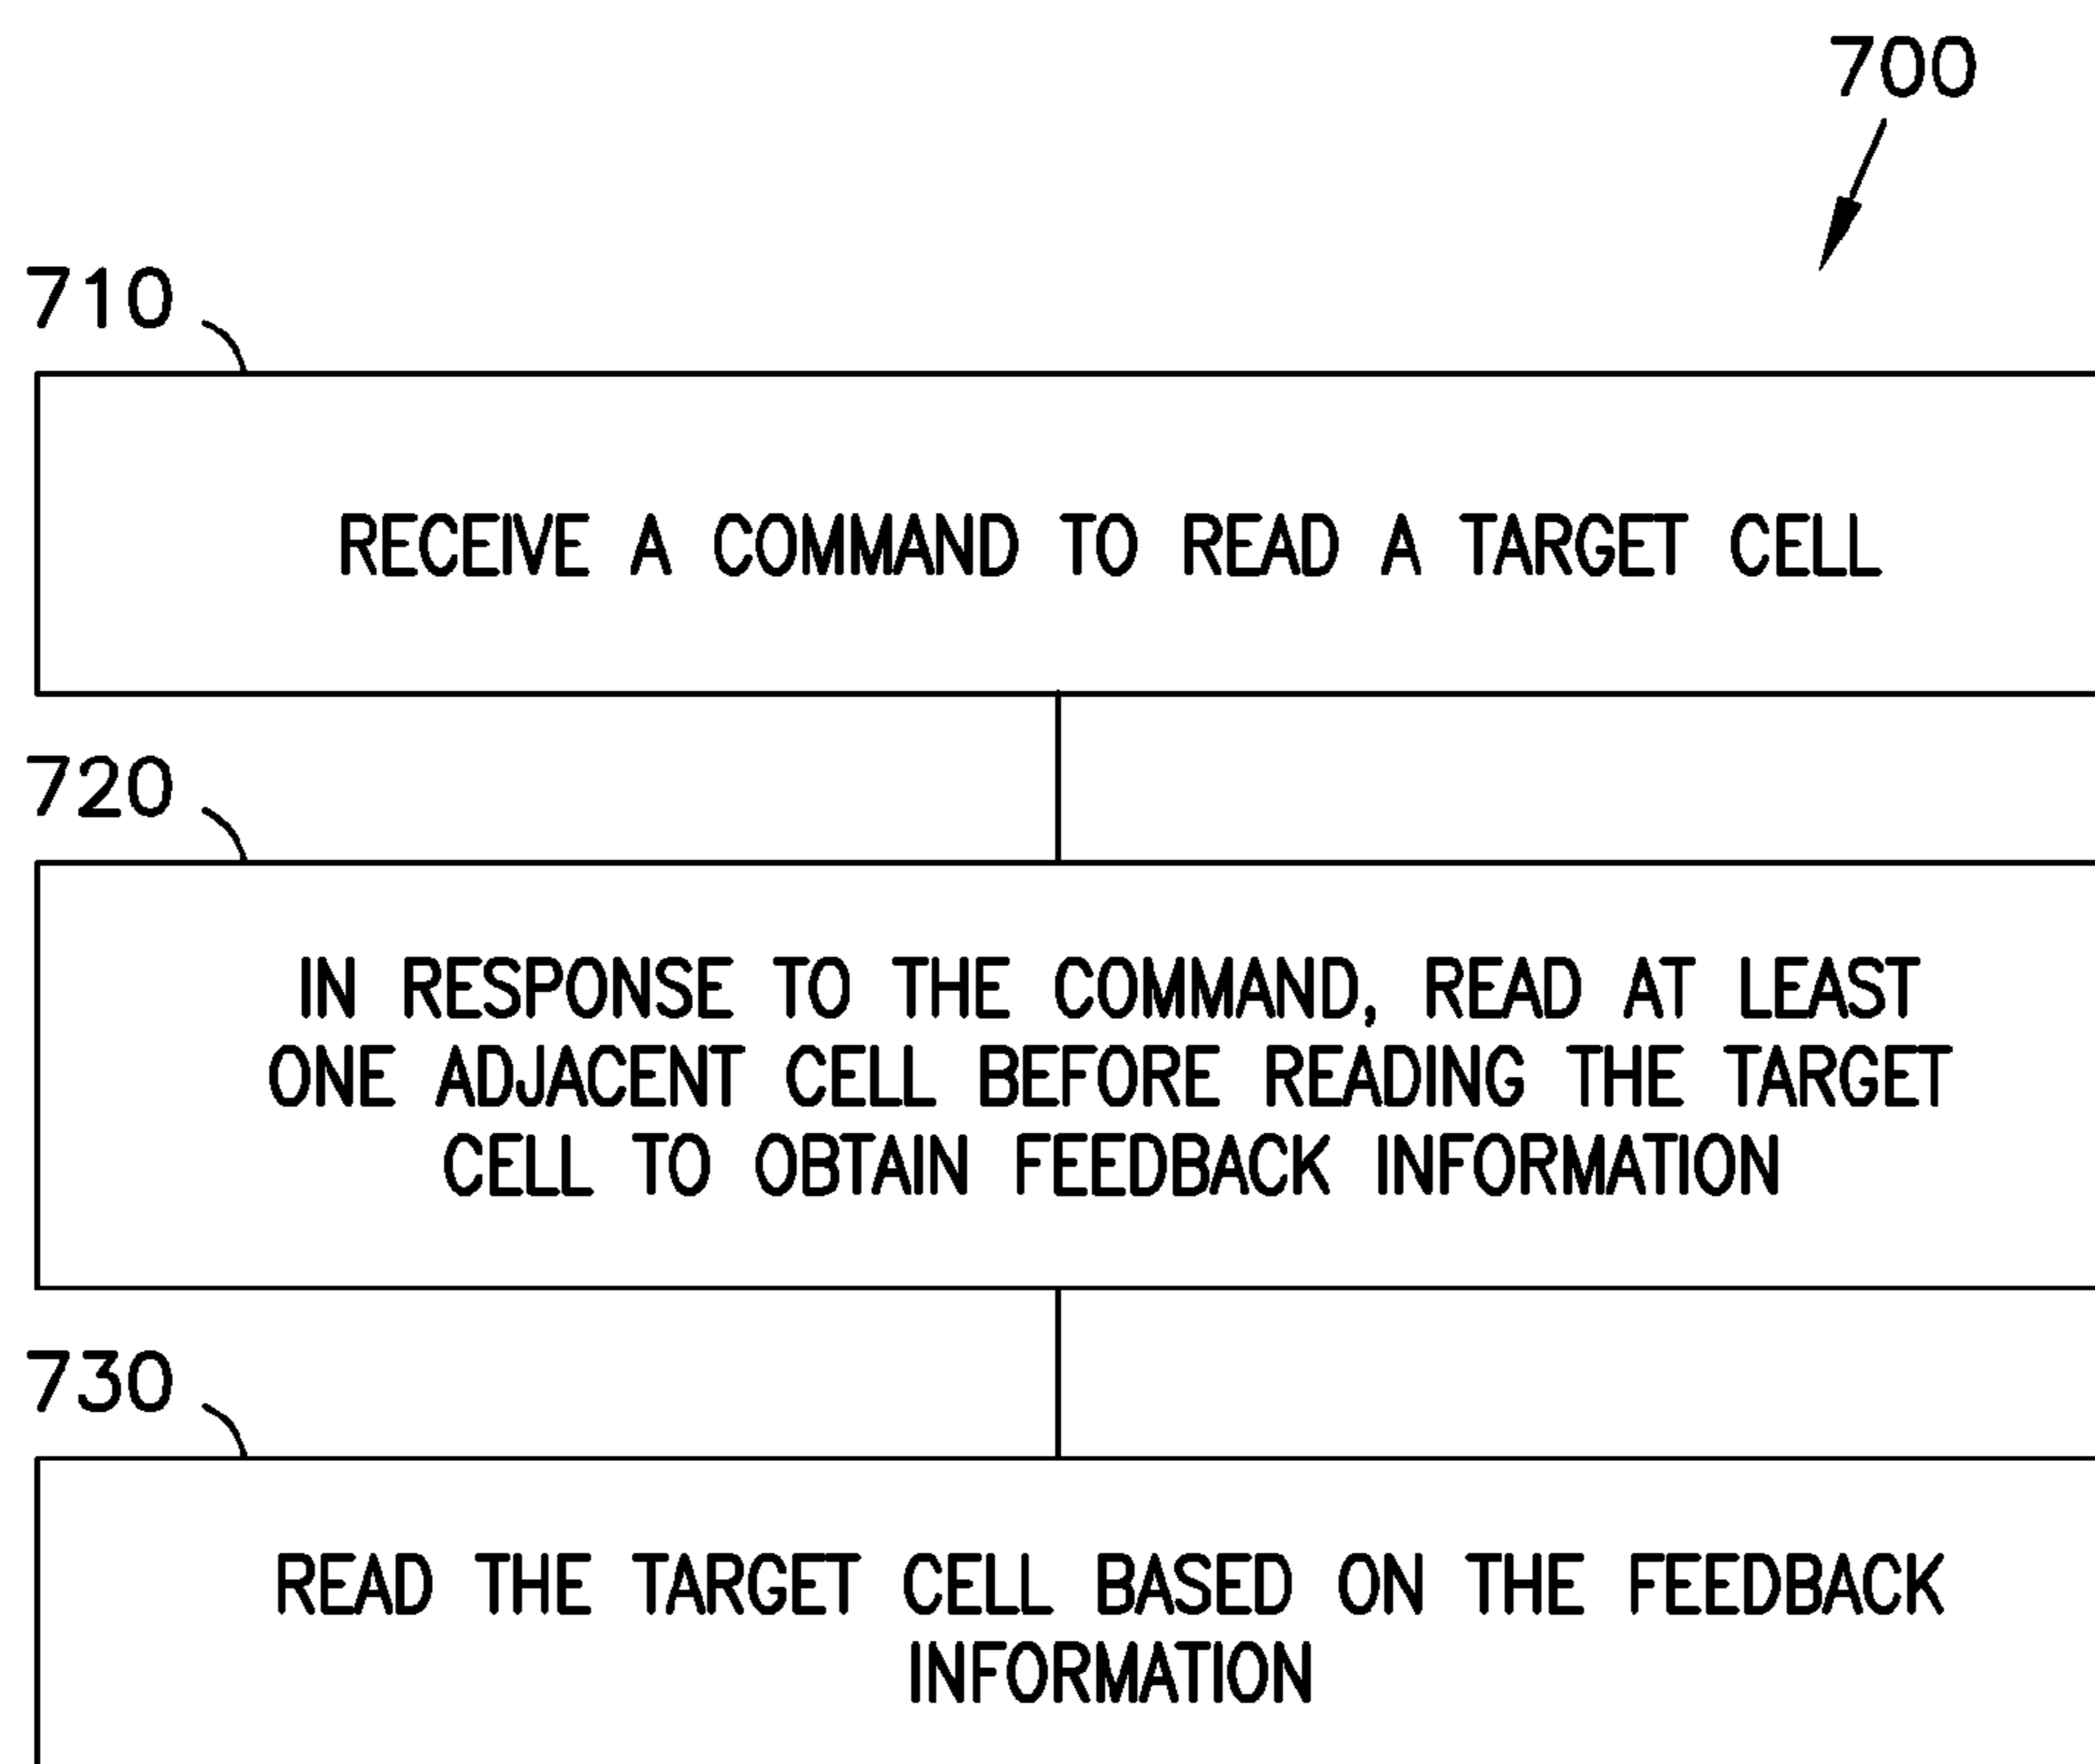 700
710
RECEIVE A COMMAND TO READ A TARGET CELL
720
IN RESPONSE TO THE COMMAND, READ AT LEAST
ONE ADJACENT CELL BEFORE READING THE TARGET
CELL TO OBTAIN FEEDBACK INFORMATION
730
READ THE TARGET CELL BASED ON THE FEEDBACK
INFORMATION